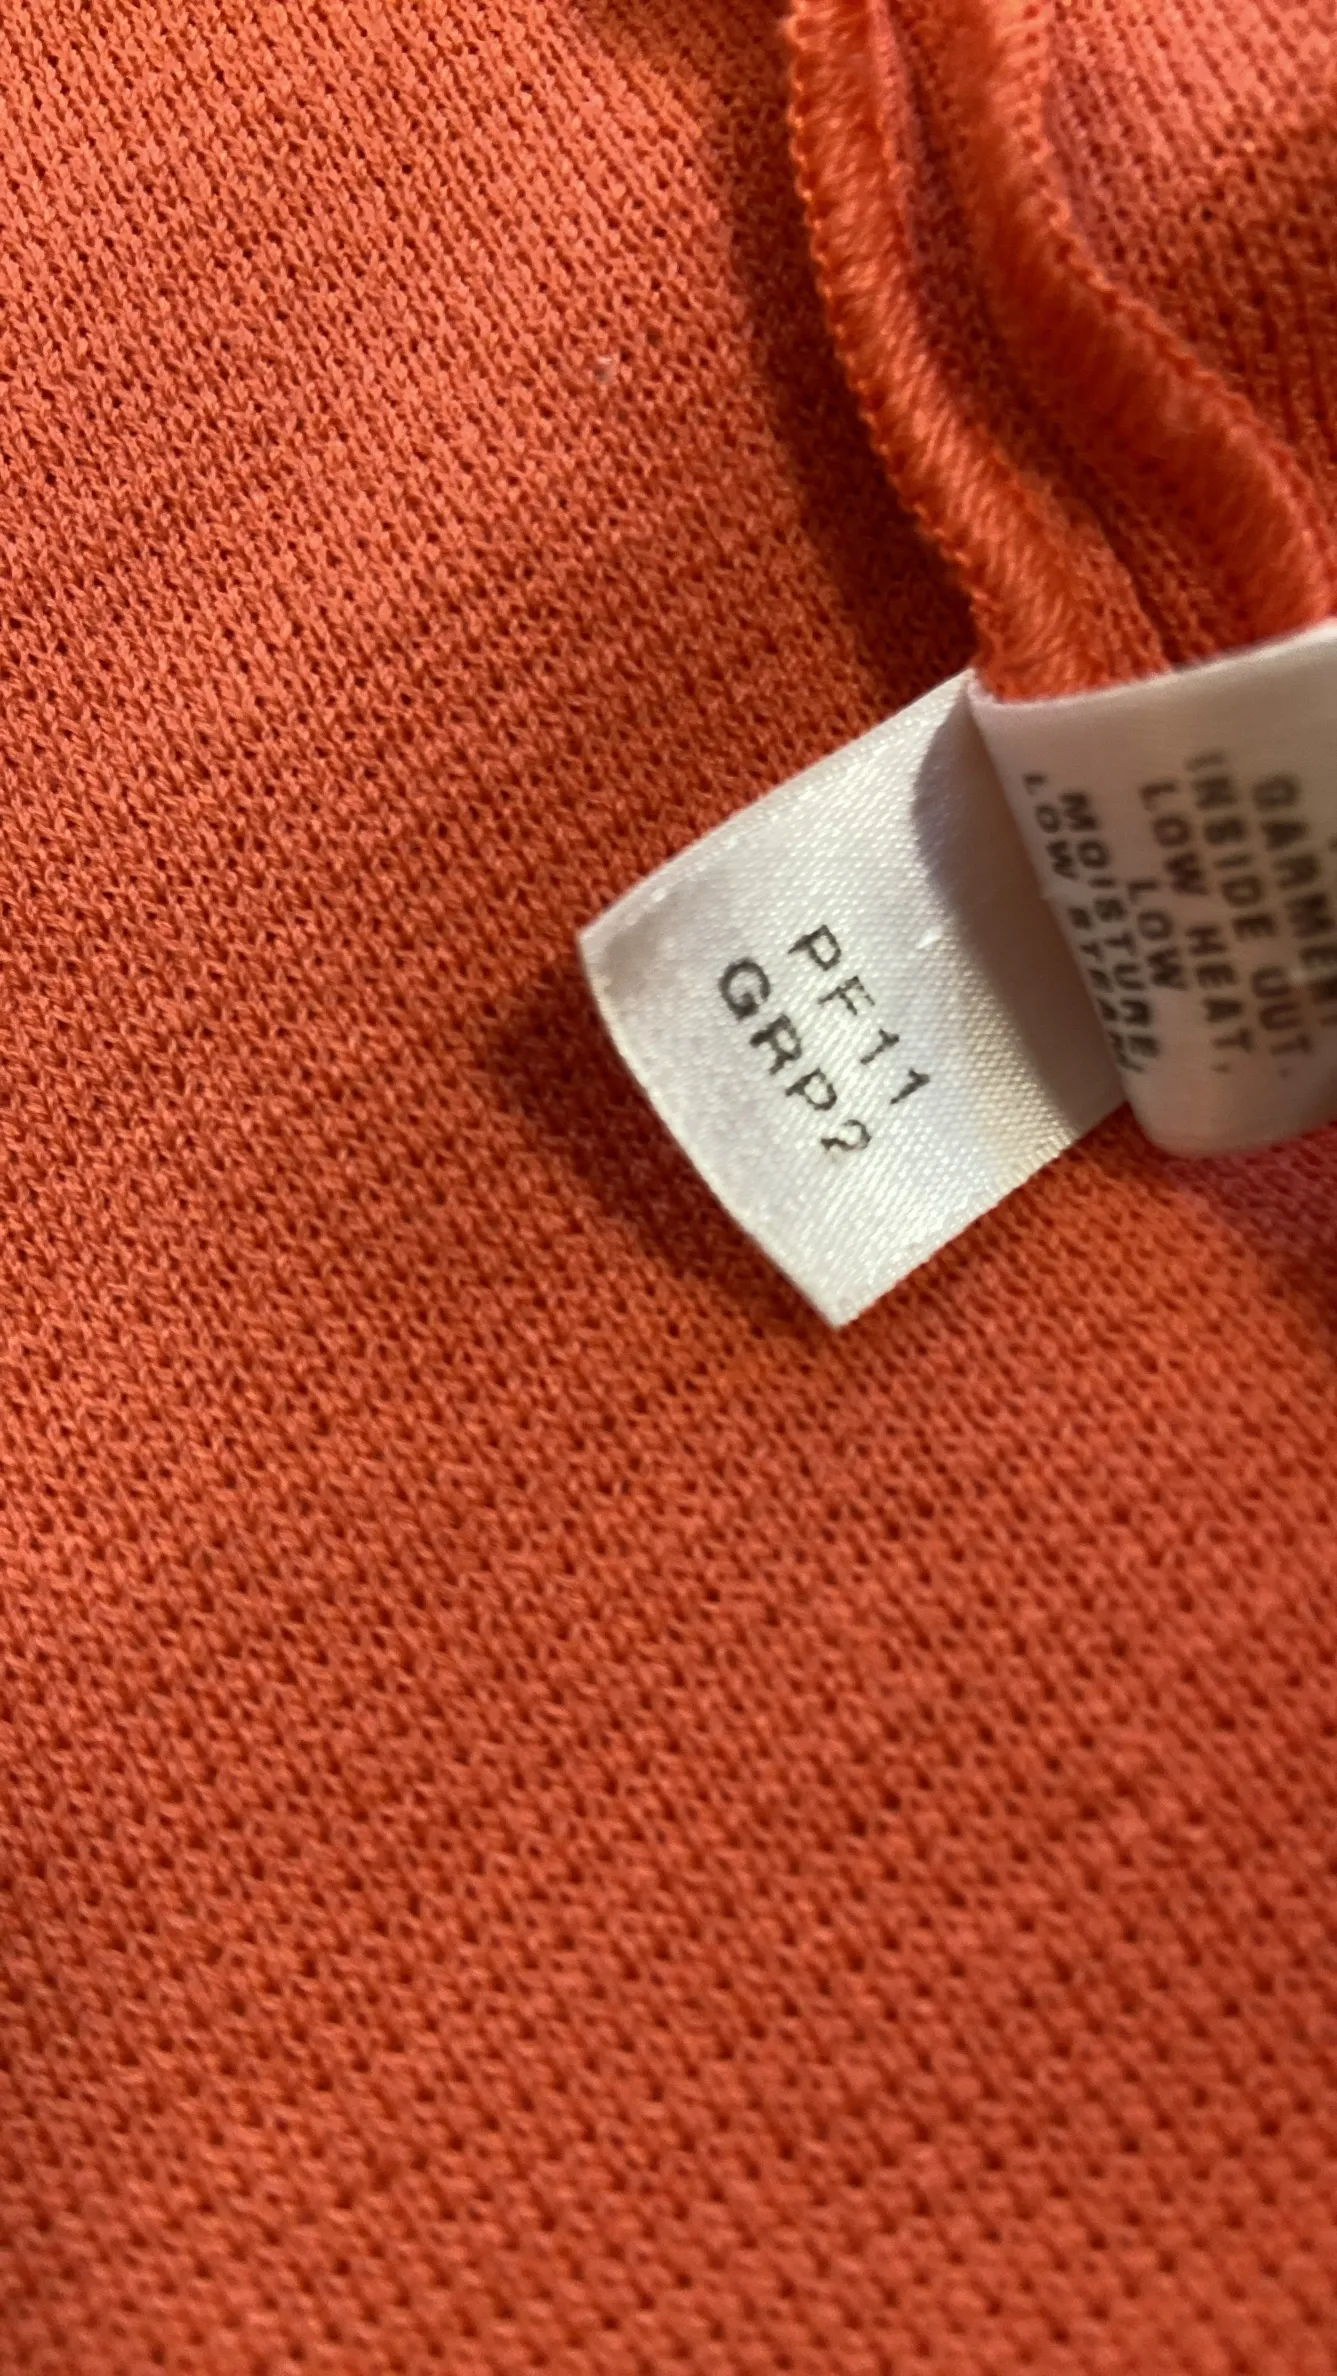 PF11
GRP2
GARMENT
INSIDE OUT.
LOW HEAT,
LOW
MOISTURE,
LOW STEAM